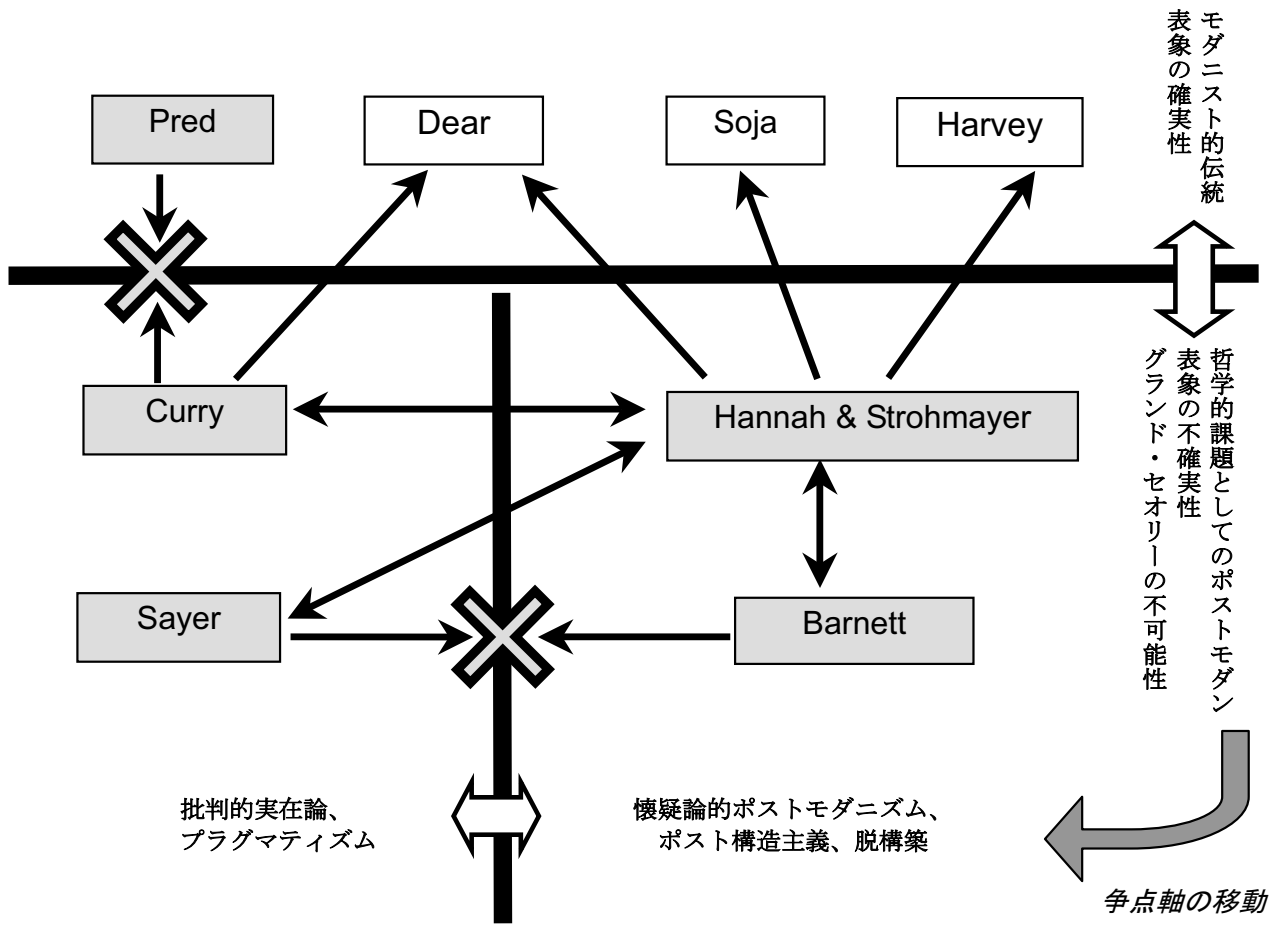 Pred
Dear
Soja
Harvey
モダニスト的伝統
表象の確実性
Curry
Hannah & Strohmayer
哲学的課題としてのポストモダン
表象の不確実性
グランド・セオリーの不可能性
Sayer
Barnett
批判的実在論、
プラグマティズム
懐疑論的ポストモダニズム、
ポスト構造主義、脱構築
争点軸の移動